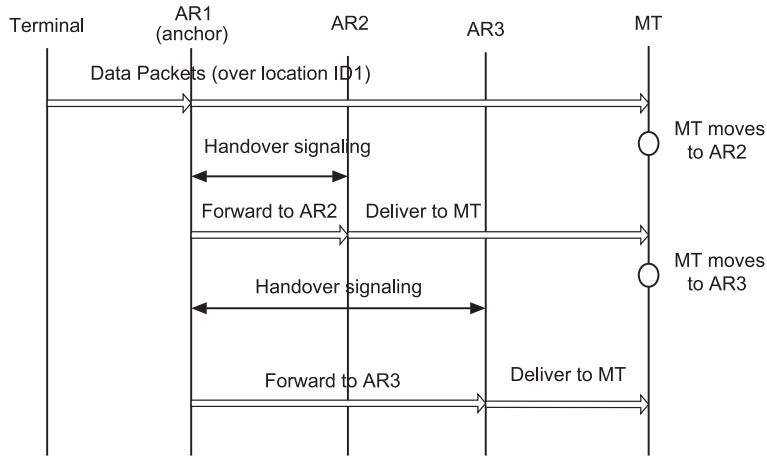 Terminal
AR1
(anchor)
AR2
AR3
MT
Data Packets (over location ID1)
MT moves
to AR2
Handover signaling
Forward to AR2
Deliver to MT
MT moves
to AR3
Handover signaling
Forward to AR3
Deliver to MT